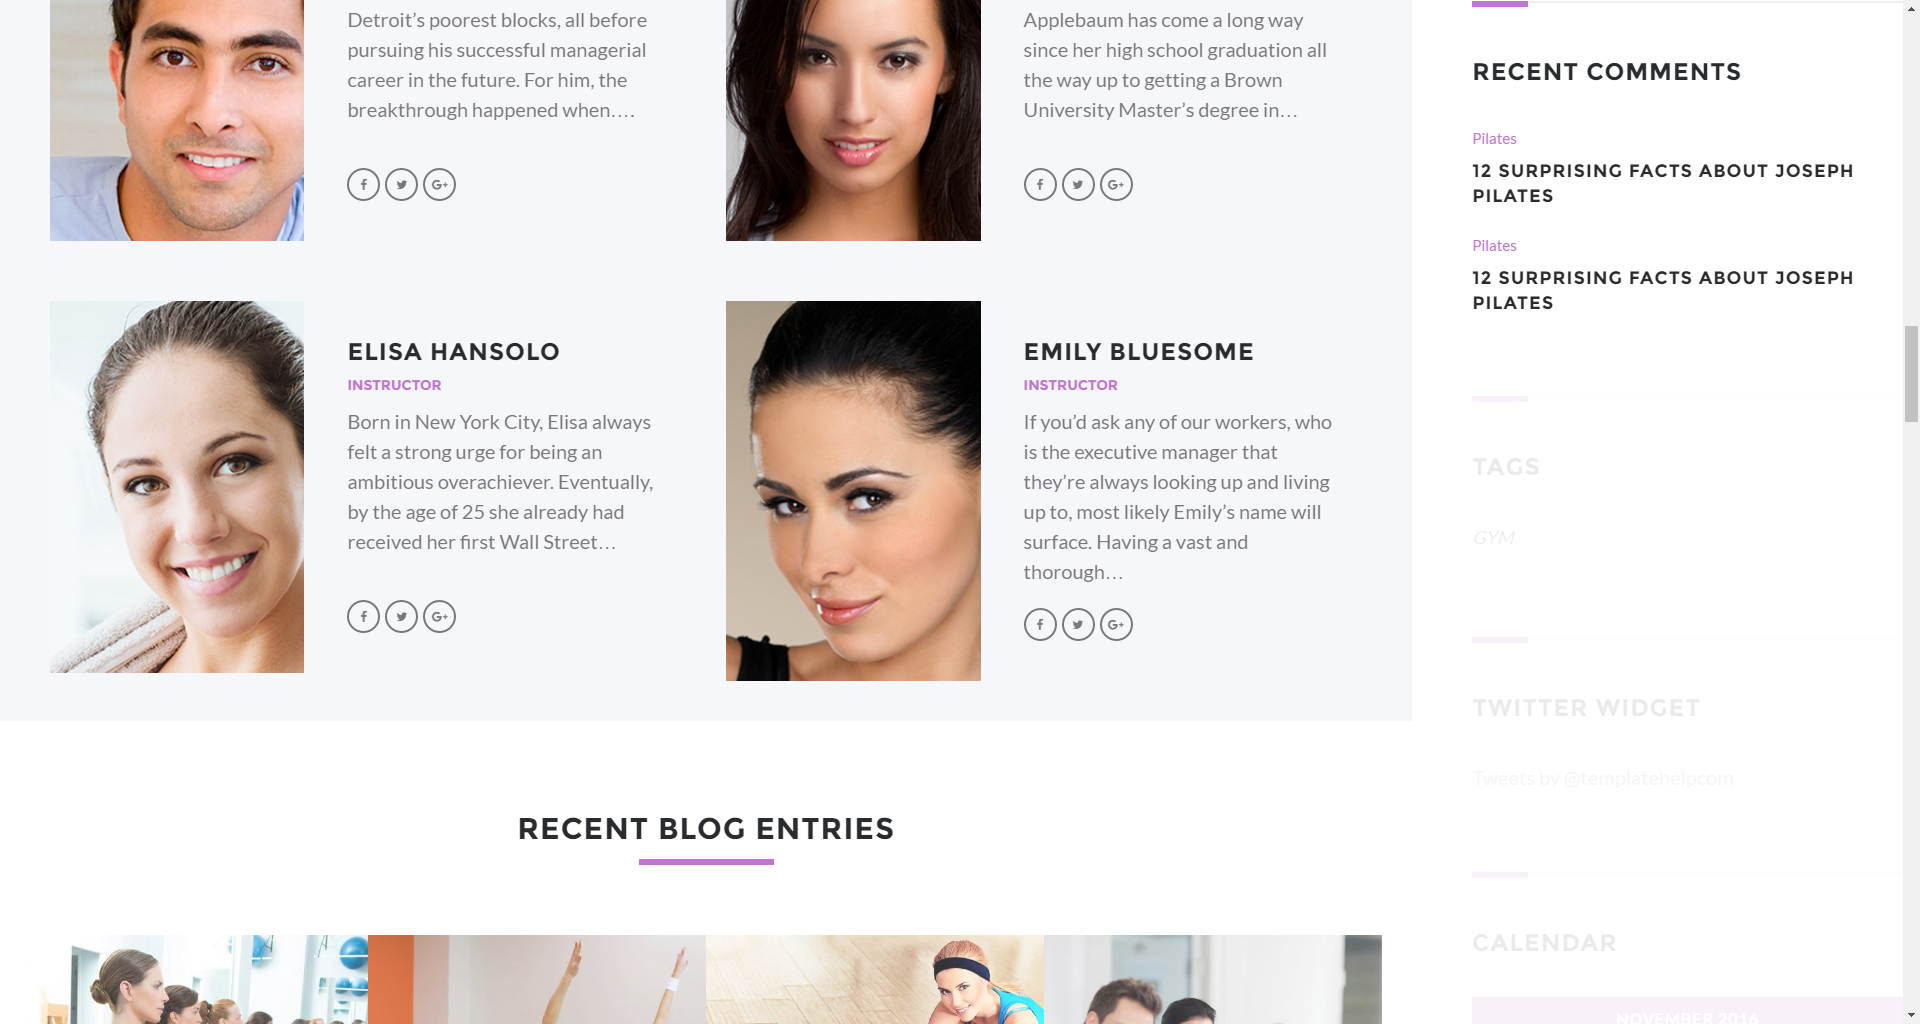 Detroit’s poorest blocks, all before
pursuing his successful managerial
career in the future. For him, the
breakthrough happened when….
Applebaum has come a long way
since her high school graduation all
the way up to getting a Brown
University Master’s degree in…
ELISA HANSOLO
INSTRUCTOR
Born in New York City, Elisa always
felt a strong urge for being an
ambitious overachiever. Eventually,
by the age of 25 she already had
received her first Wall Street…
EMILY BLUESOME
INSTRUCTOR
If you’d ask any of our workers, who
is the executive manager that
they’re always looking up and living
up to, most likely Emily’s name will
surface. Having a vast and
thorough…
RECENT BLOG ENTRIES
RECENT COMMENTS
Pilates
12 SURPRISING FACTS ABOUT JOSEPH
PILATES
Pilates
12 SURPRISING FACTS ABOUT JOSEPH
PILATES
TAGS
GYM
TWITTER WIDGET
Tweets by @templatehelpcom
CALENDAR
NOVEMBER 2016